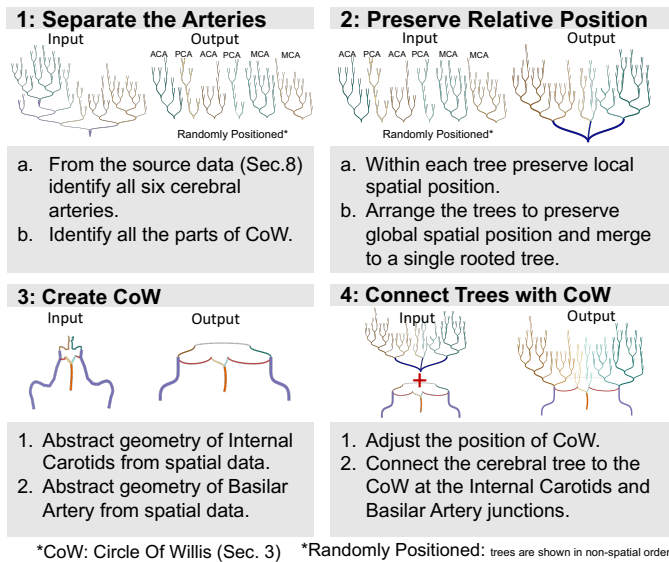 1: Separate the Arteries
Input Output
ACA PCA ACA PCA MCA MCA
Randomly Positioned*
a. From the source data (Sec.8)
identify all six cerebral
arteries.
b. Identify all the parts of CoW.
2: Preserve Relative Position
Input Output
ACA PCA ACA PCA MCA MCA
Randomly Positioned*
a. Within each tree preserve local
spatial position.
b. Arrange the trees to preserve
global spatial position and merge
to a single rooted tree.
3: Create CoW
Input Output
1. Abstract geometry of Internal
Carotids from spatial data.
2. Abstract geometry of Basilar
Artery from spatial data.
4: Connect Trees with CoW
Input Output
1. Adjust the position of CoW.
2. Connect the cerebral tree to the
CoW at the Internal Carotids and
Basilar Artery junctions.
*CoW: Circle Of Willis (Sec. 3) *Randomly Positioned: trees are shown in non-spatial order